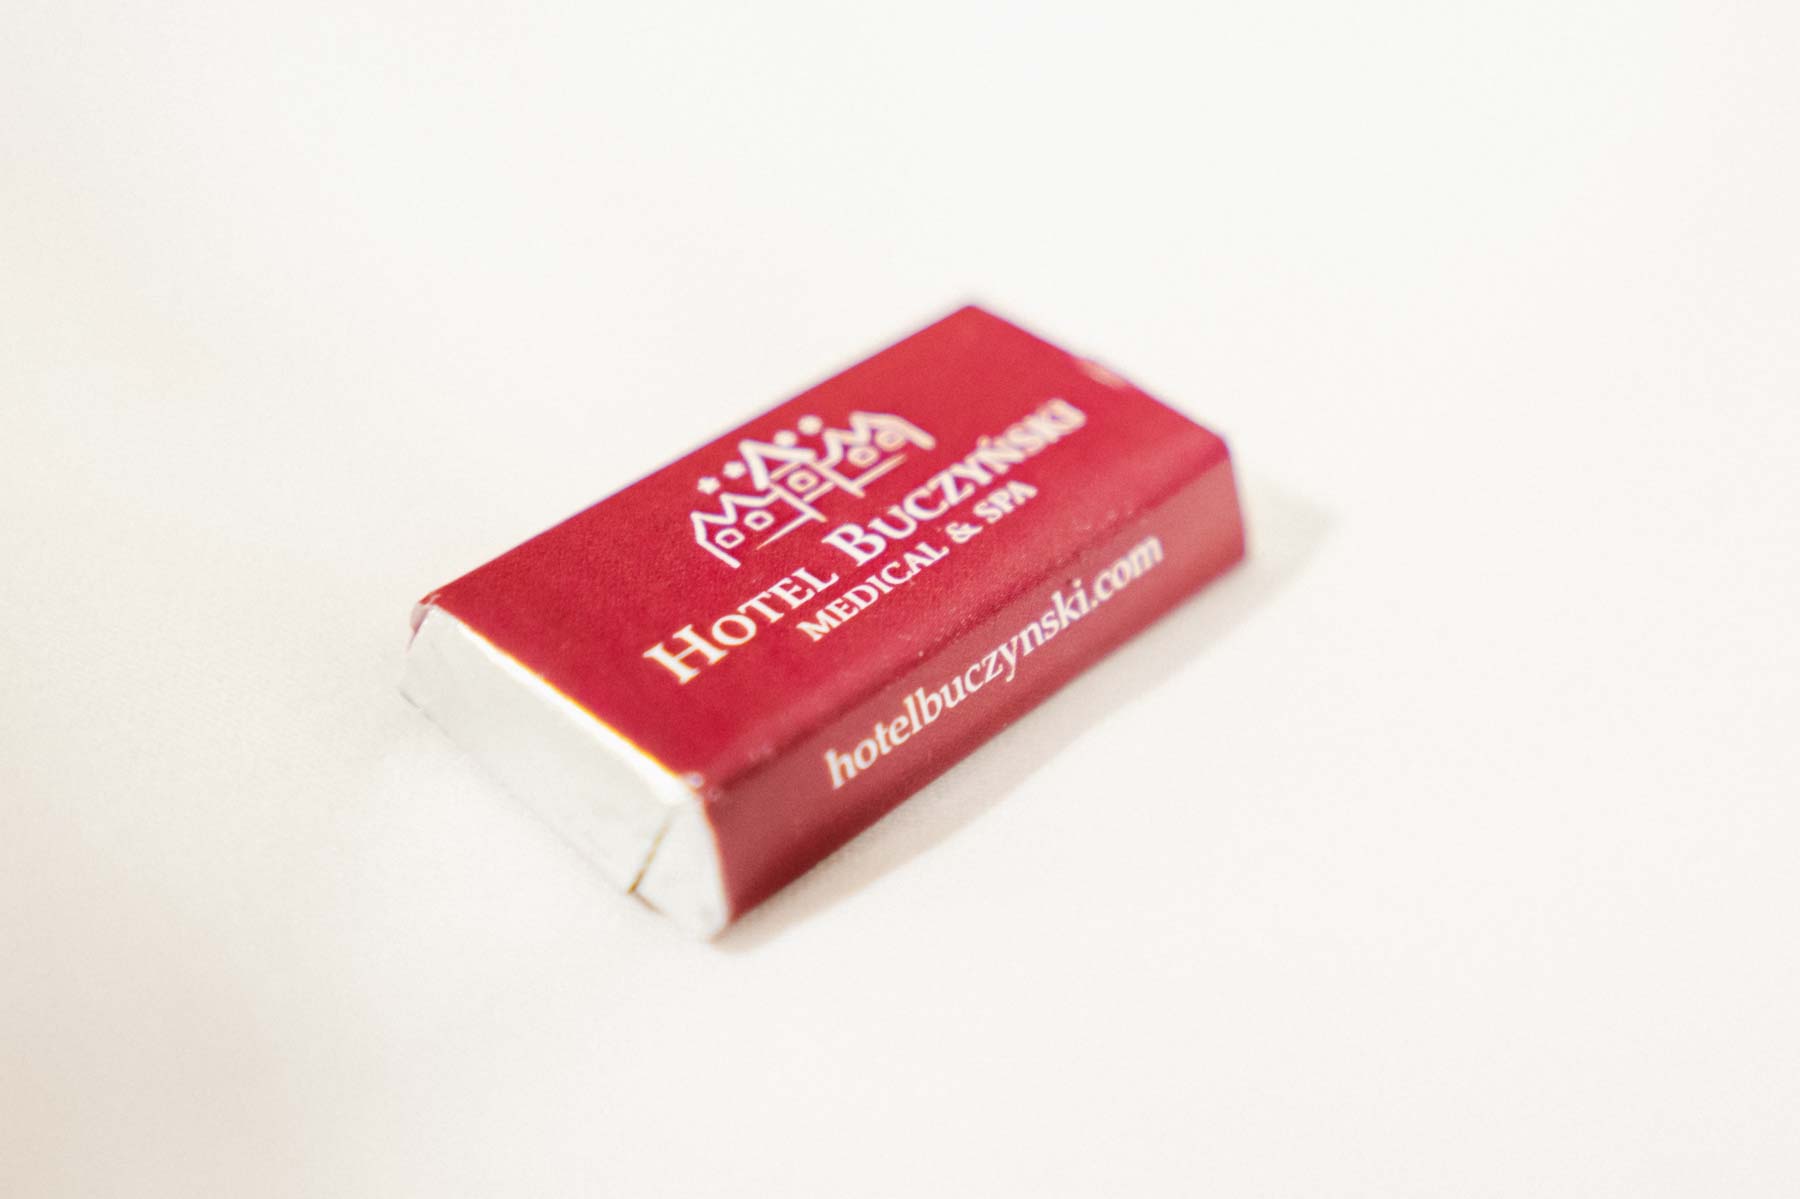 HOTEL BUCZYŃSKI
MEDICAL & SPA
hotelbuczynski.com